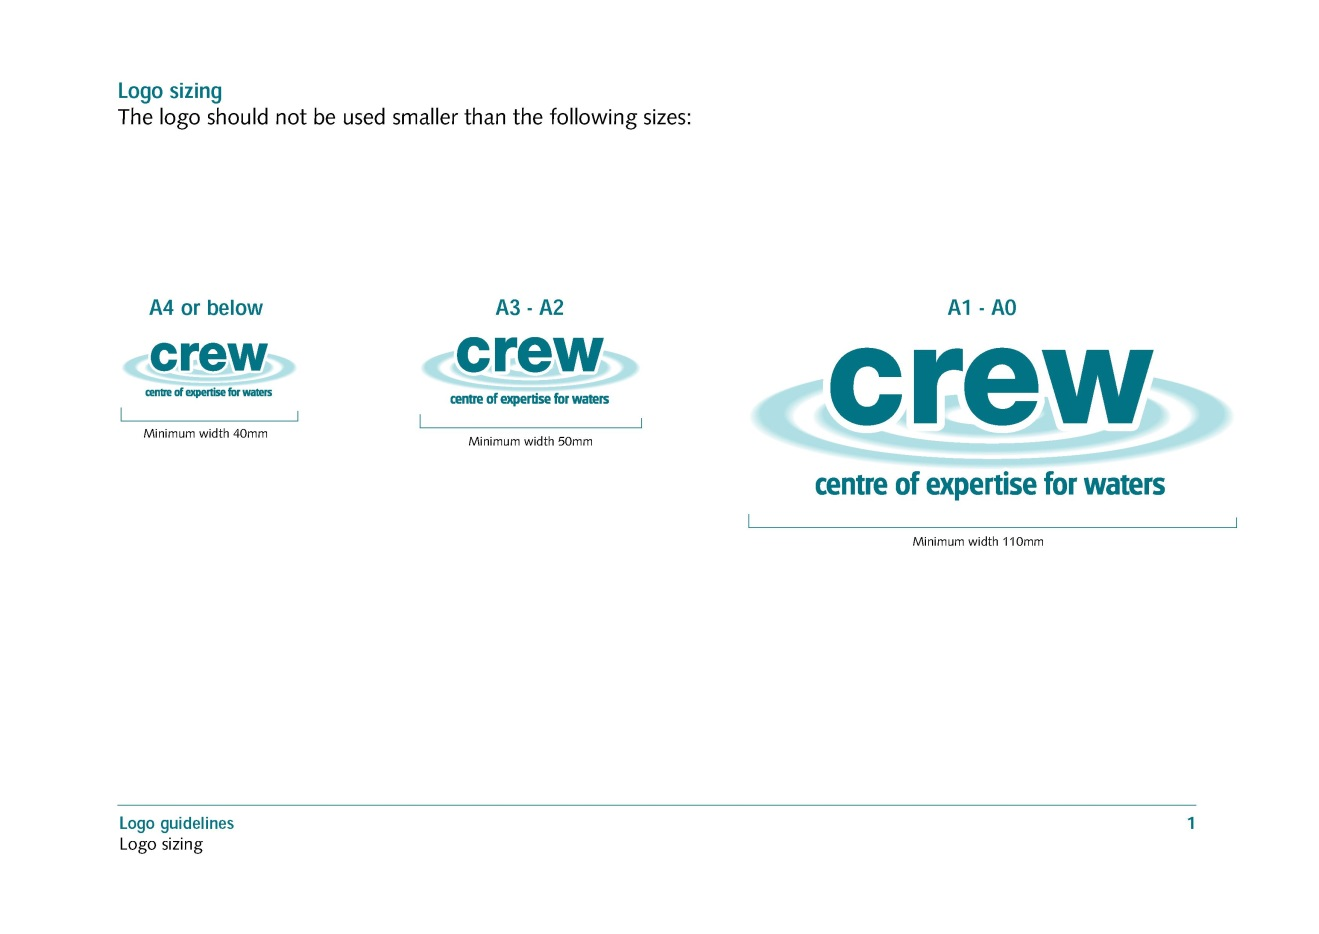 Logo sizing
The logo should not be used smaller than the following sizes:
A4 or below
crew
centre of expertise for waters
Minimum width 40mm
A3 - A2
crew
centre of expertise for waters
Minimum width 50mm
A1 - A0
crew
centre of expertise for waters
Minimum width 110mm
Logo guidelines
Logo sizing
1